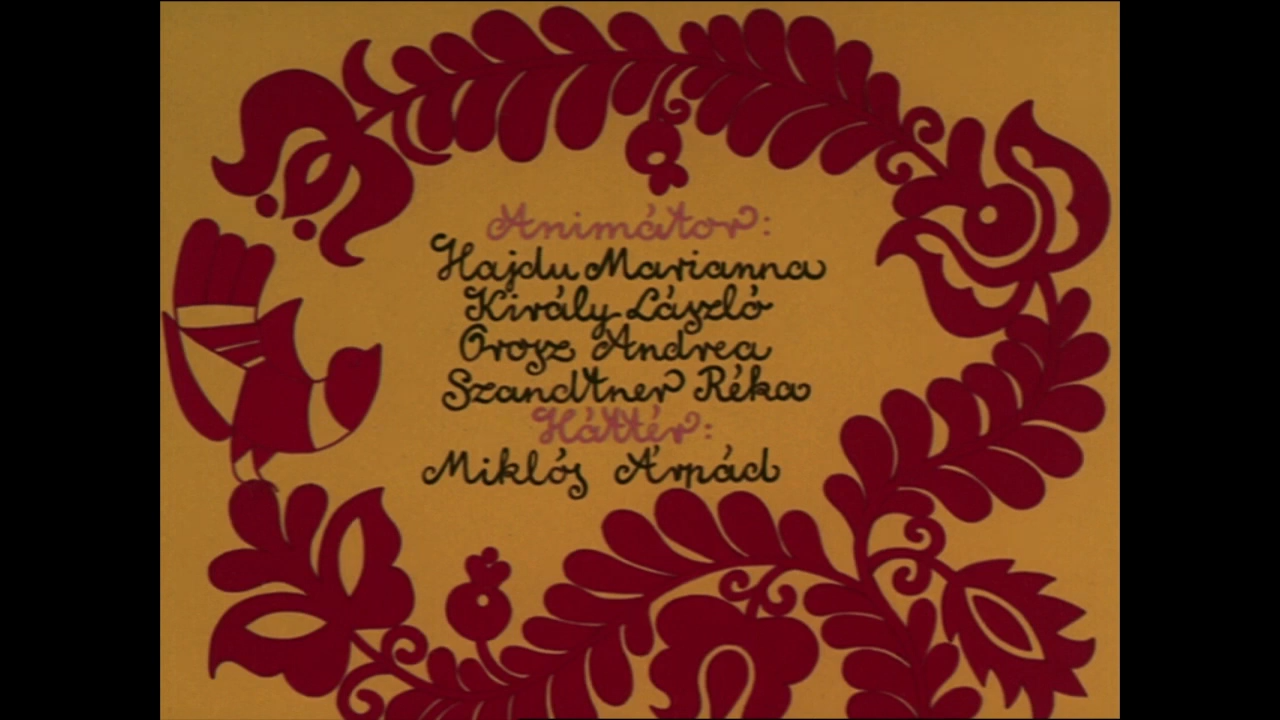 Animátor:
Hajdu Marianna
Király László
Orosz Andrea
Szandtner Réka
Háttér:
Miklós Árpád